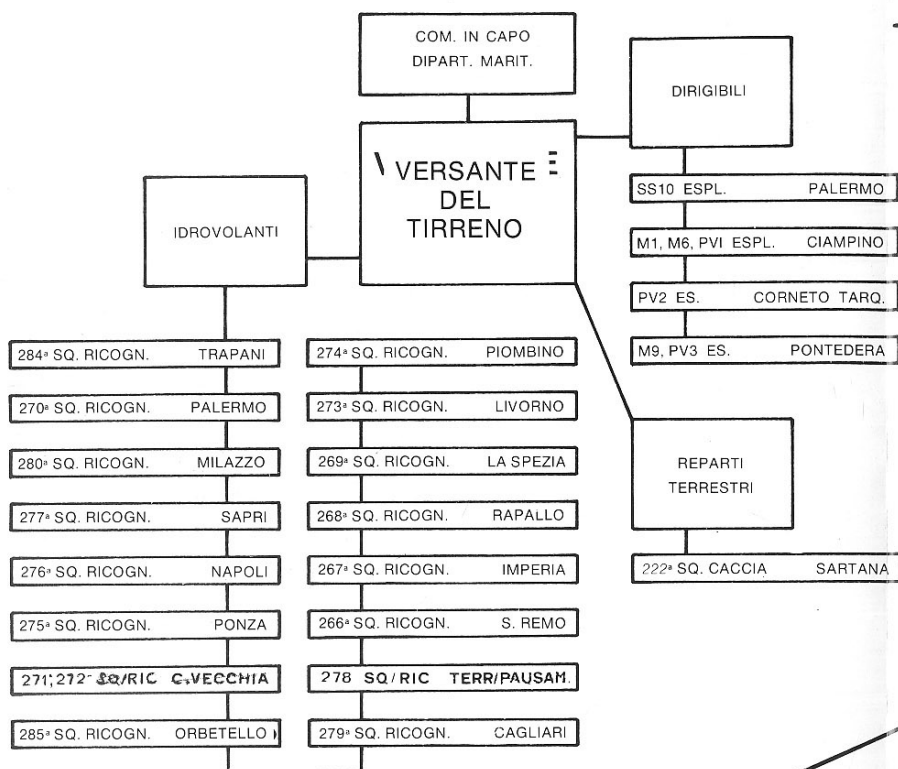 COM. IN CAPO
DIPART. MARIT.
DIRIGIBILI
VERSANTE
DEL
TIRRENO
IDROVOLANTI
SS10 ESPL. PALERMO
M1, M6, PVI ESPL. CIAMPINO
PV2 ES. CORNETO TARQ.
M9, PV3 ES. PONTEDERA
284ª SQ. RICOGN. TRAPANI
270ª SQ. RICOGN. PALERMO
280ª SQ. RICOGN. MILAZZO
277ª SQ. RICOGN. SAPRI
276ª SQ. RICOGN. NAPOLI
275ª SQ. RICOGN. PONZA
271;272- SQ/RIC C.VECCHIA
285ª SQ. RICOGN. ORBETELLO
274ª SQ. RICOGN. PIOMBINO
273ª SQ. RICOGN. LIVORNO
269ª SQ. RICOGN. LA SPEZIA
268ª SQ. RICOGN. RAPALLO
267ª SQ. RICOGN. IMPERIA
266ª SQ. RICOGN. S. REMO
278 SQ/RIC TERR/PAUSAM.
279ª SQ. RICOGN. CAGLIARI
REPARTI
TERRESTRI
222ª SQ. CACCIA SARTANA